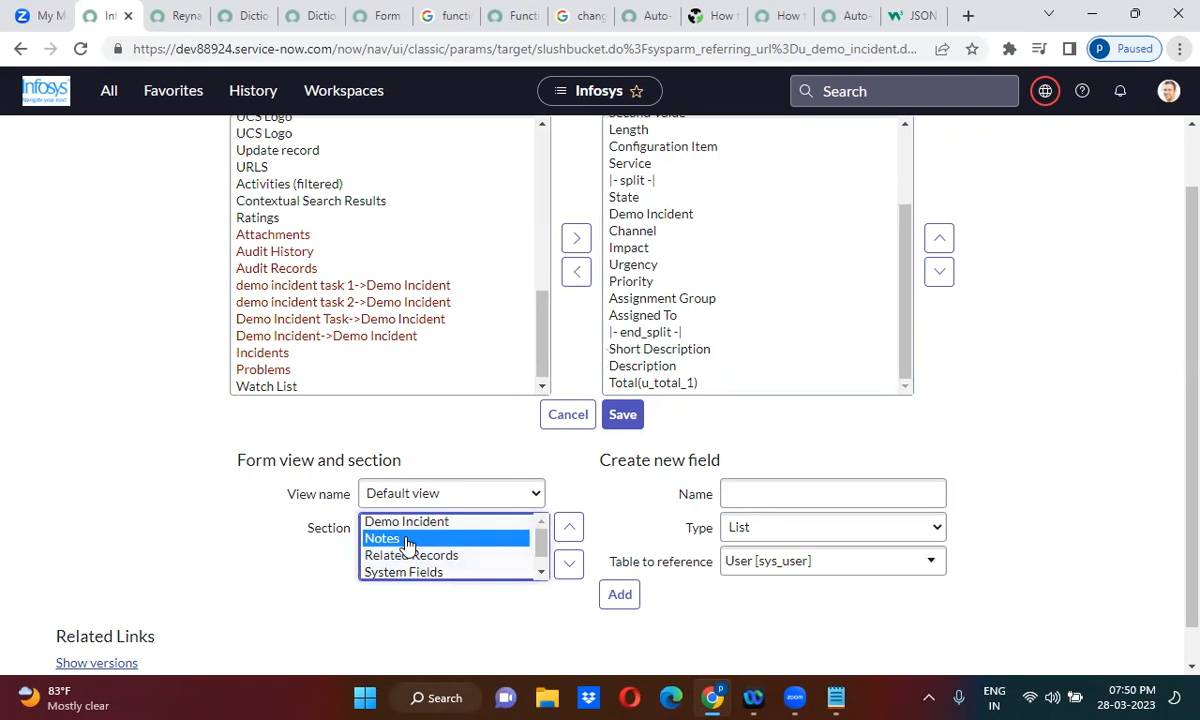 My M
Inf
Reyna
Dictio
Dictio
Form
functi
Functi
chang
Auto-
How t
How t
Auto-
JSON
https://dev88924.service-now.com/now/nav/ui/classic/params/target/slushbucket.do%3Fsysparm_referring_url%3Du_demo_incident.d...
P Paused
Infosys
Navigate your next
All Favorites History Workspaces
Infosys
Search
UCS Logo
UCS Logo
Update record
URLS
Activities (filtered)
Contextual Search Results
Ratings
Attachments
Audit History
Audit Records
demo incident task 1->Demo Incident
demo incident task 2->Demo Incident
Demo Incident Task->Demo Incident
Demo Incident->Demo Incident
Incidents
Problems
Watch List
Second Value
Length
Configuration Item
Service
|- split -|
State
Demo Incident
Channel
Impact
Urgency
Priority
Assignment Group
Assigned To
|- end_split -|
Short Description
Description
Total(u_total_1)
Cancel Save
Form view and section
View name Default view
Section Demo Incident
Notes
Related Records
System Fields
Create new field
Name
Type List
Table to reference User [sys_user]
Add
Related Links
Show versions
83°F
Mostly clear
Search
P
ENG
IN
07:50 PM
28-03-2023